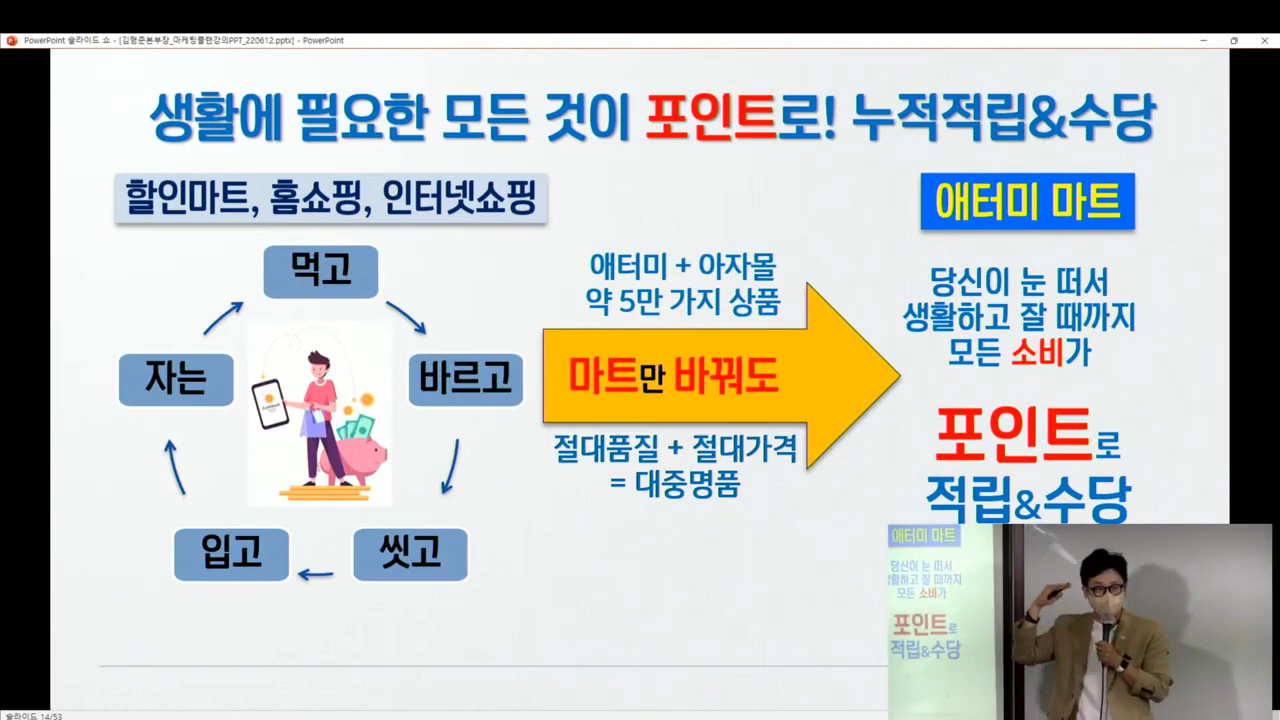 PowerPoint 슬라이드 쇼 - [김형준본부장_마케팅플랜강의PPT_220612.pptx] - PowerPoint
생활에 필요한 모든 것이 포인트로! 누적적립&수당
할인마트, 홈쇼핑, 인터넷쇼핑
먹고
바르고
씻고
입고
자는
애터미 + 아자몰
약 5만 가지 상품
마트만 바꿔도
절대품질 + 절대가격
= 대중명품
애터미 마트
당신이 눈 떠서
생활하고 잘 때까지
모든 소비가
포인트로
적립&수당
애터미 마트
당신이 눈 떠서
생활하고 잘 때까지
모든 소비가
포인트로
적립&수당
슬라이드 14/53